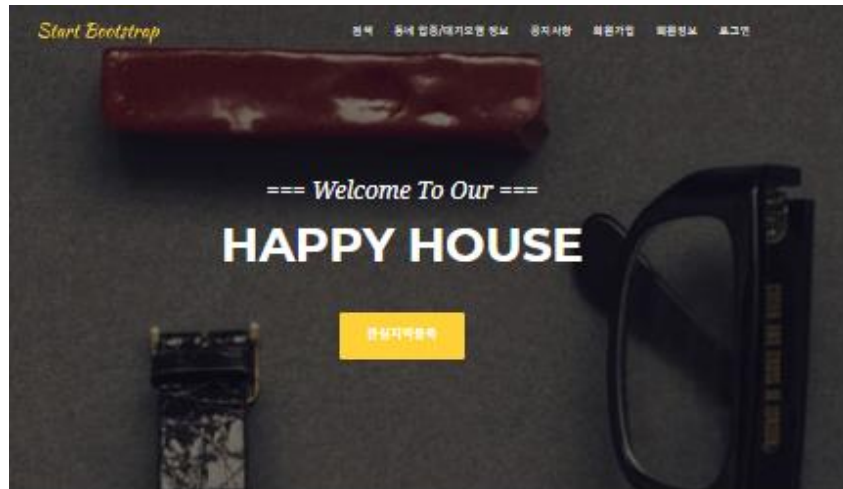 Start Bootstrap
검색 동네 업종/대기오염 정보 공지사항 회원가입 회원정보 로그인
=== Welcome To Our ===
HAPPY HOUSE
관심지역등록